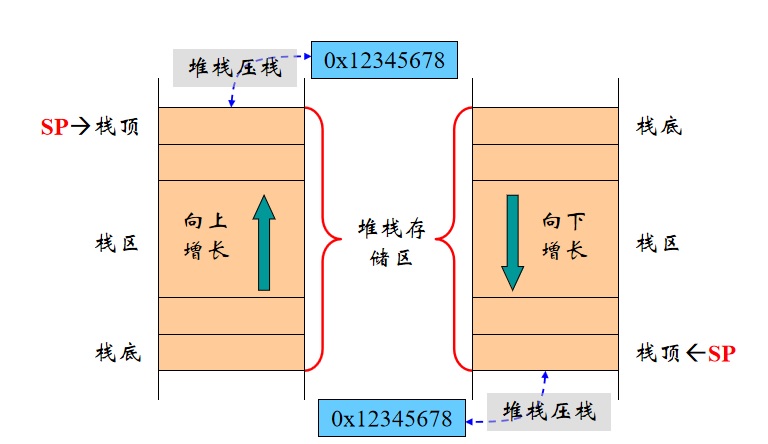 堆栈压栈
0x12345678
SP→栈顶
栈底
向上
增长
栈区
堆栈存
储区
向下
增长
栈区
栈底
栈顶←SP
0x12345678
堆栈压栈